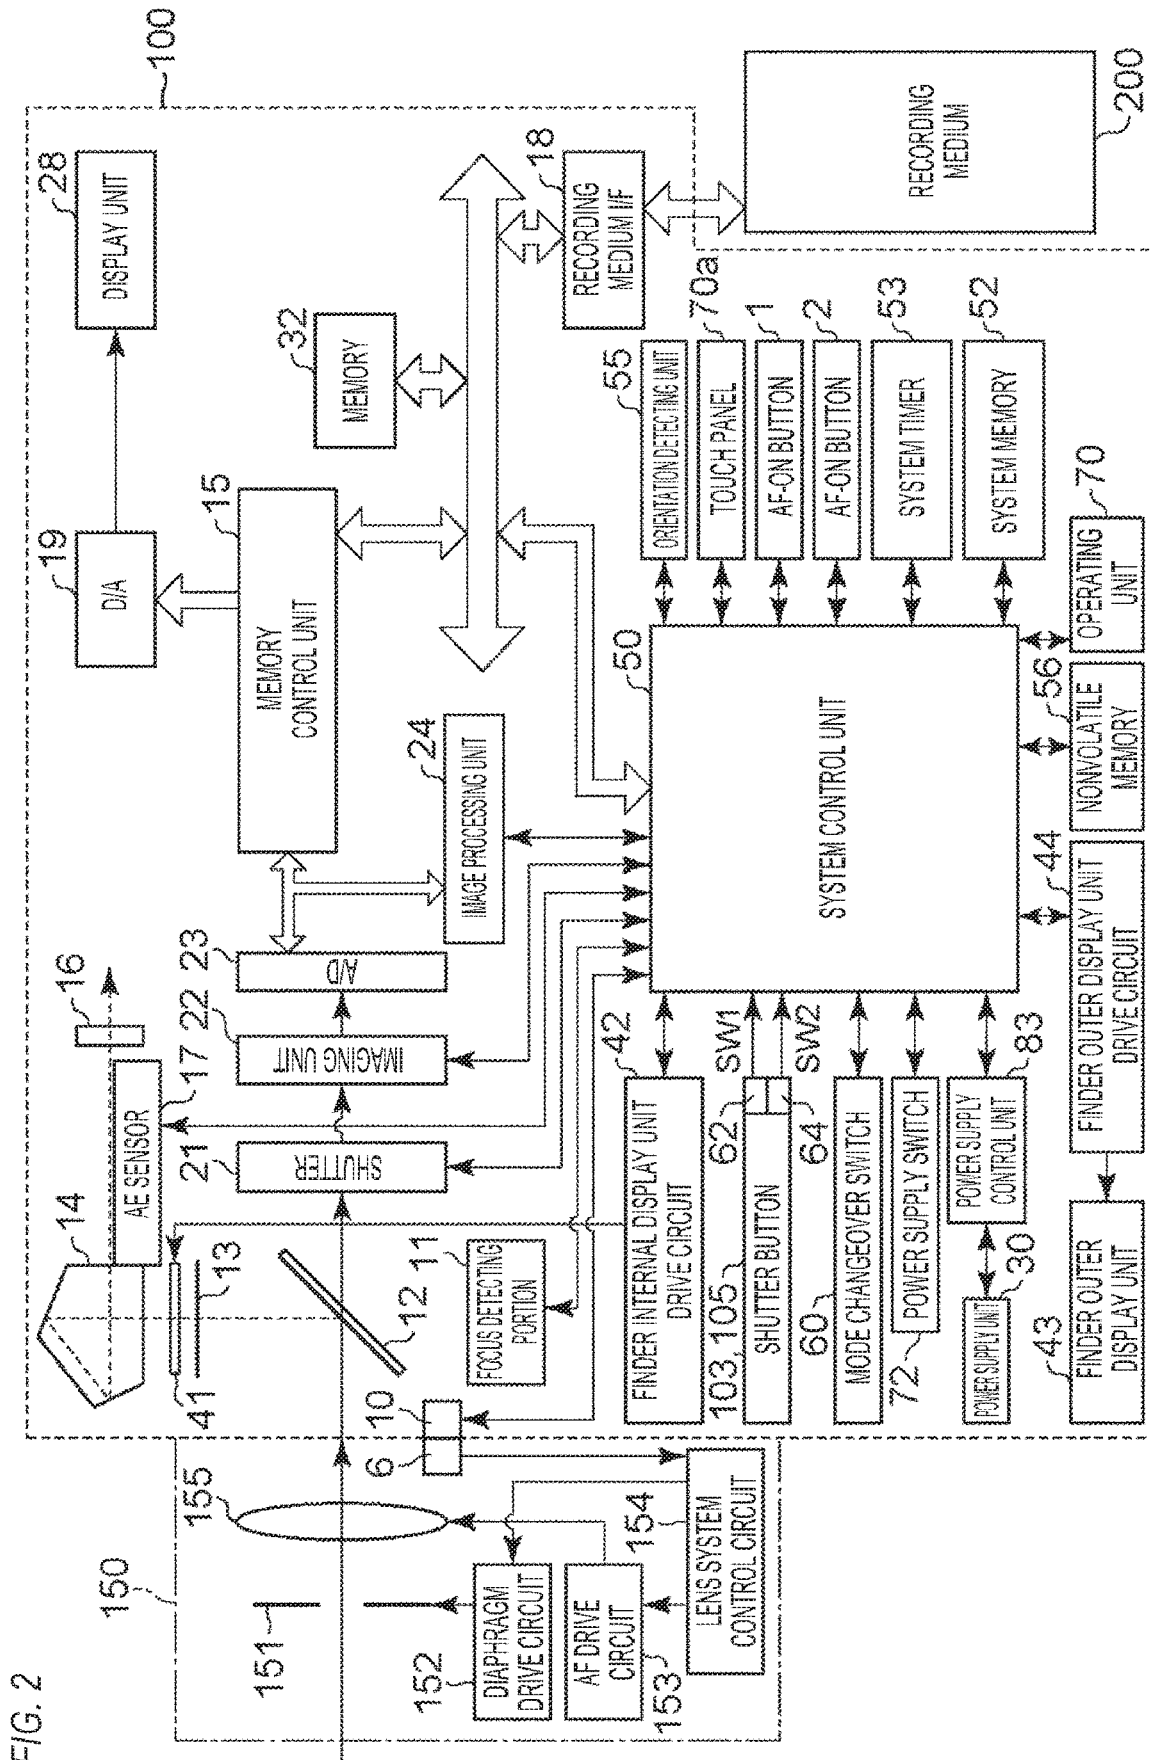 FIG. 2
150
155
151
152
DIAPHRAGM
DRIVE CIRCUIT
AF DRIVE
CIRCUIT
153
154
LENS SYSTEM
CONTROL CIRCUIT
6
10
41
13
12
11
FOCUS DETECTING
PORTION
14
AE SENSOR
17
16
21
SHUTTER
22
IMAGING UNIT
23
A/D
24
IMAGE PROCESSING UNIT
15
MEMORY
CONTROL UNIT
19
D/A
28
DISPLAY UNIT
100
32
MEMORY
18
RECORDING
MEDIUM I/F
RECORDING
MEDIUM
200
50
SYSTEM CONTROL UNIT
55
ORIENTATION DETECTING UNIT
70a
TOUCH PANEL
1
AF-ON BUTTON
2
AF-ON BUTTON
53
SYSTEM TIMER
52
SYSTEM MEMORY
42
FINDER INTERNAL DISPLAY UNIT
DRIVE CIRCUIT
103, 105
SHUTTER BUTTON
62
64
SW1
SW2
60
MODE CHANGEOVER SWITCH
72
POWER SUPPLY SWITCH
83
POWER SUPPLY
CONTROL UNIT
30
POWER SUPPLY UNIT
43
FINDER OUTER
DISPLAY UNIT
44
FINDER OUTER DISPLAY UNIT
DRIVE CIRCUIT
56
NONVOLATILE
MEMORY
70
OPERATING
UNIT